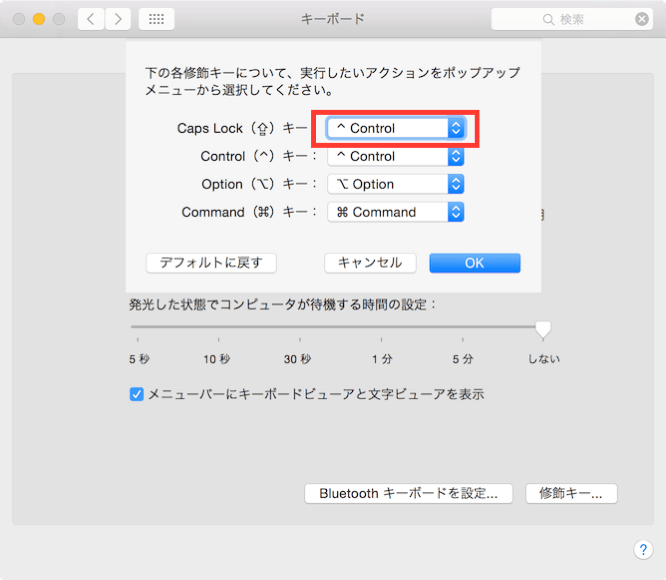 キーボード
検索
下の各修飾キーについて、実行したいアクションをポップアップ
メニューから選択してください。
Caps Lock（⇪）キー
^ Control
Control（^）キー：
^ Control
Option（⌥）キー：
⌥ Option
Command（⌘）キー：
⌘ Command
デフォルトに戻す
キャンセル
OK
発光した状態でコンピュータが待機する時間の設定：
5 秒
10 秒
30 秒
1 分
5 分
しない
メニューバーにキーボードビューアと文字ビューアを表示
Bluetooth キーボードを設定...
修飾キー...
?